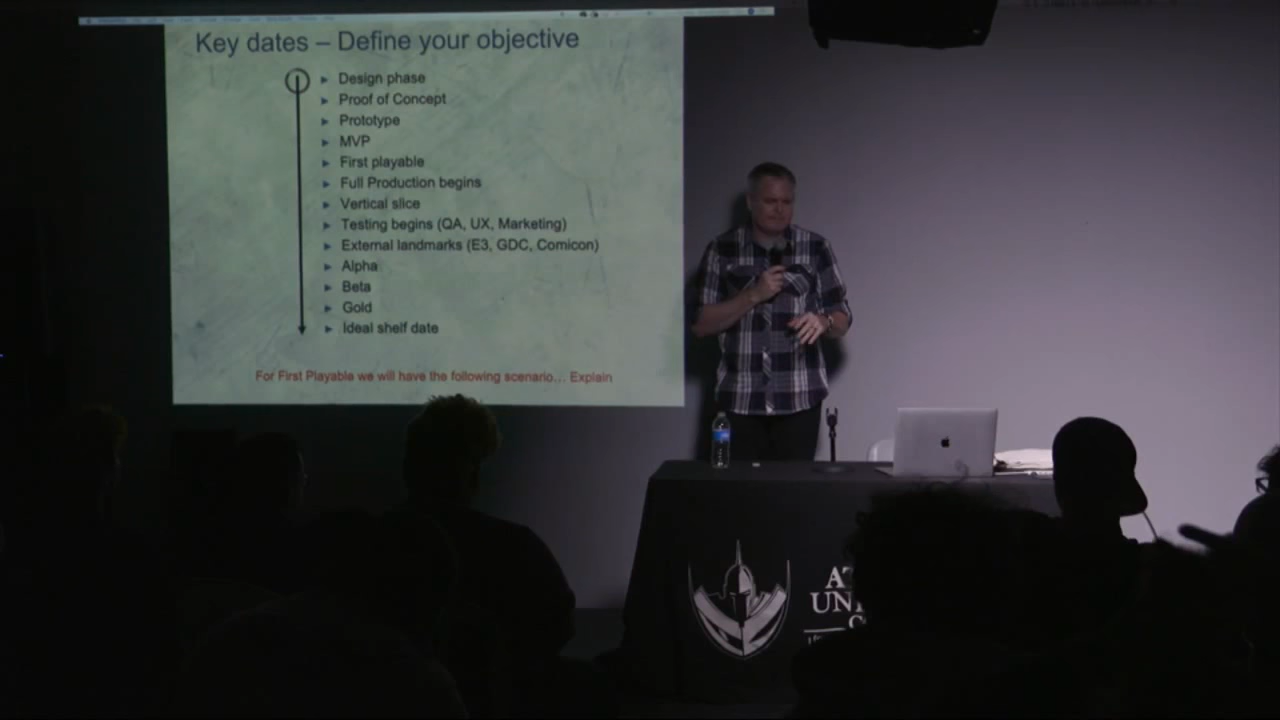 Key dates – Define your objective
► Design phase
► Proof of Concept
► Prototype
► MVP
► First playable
► Full Production begins
► Vertical slice
► Testing begins (QA, UX, Marketing)
► External landmarks (E3, GDC, Comicon)
► Alpha
► Beta
► Gold
► Ideal shelf date
For First Playable we will have the following scenario... Explain